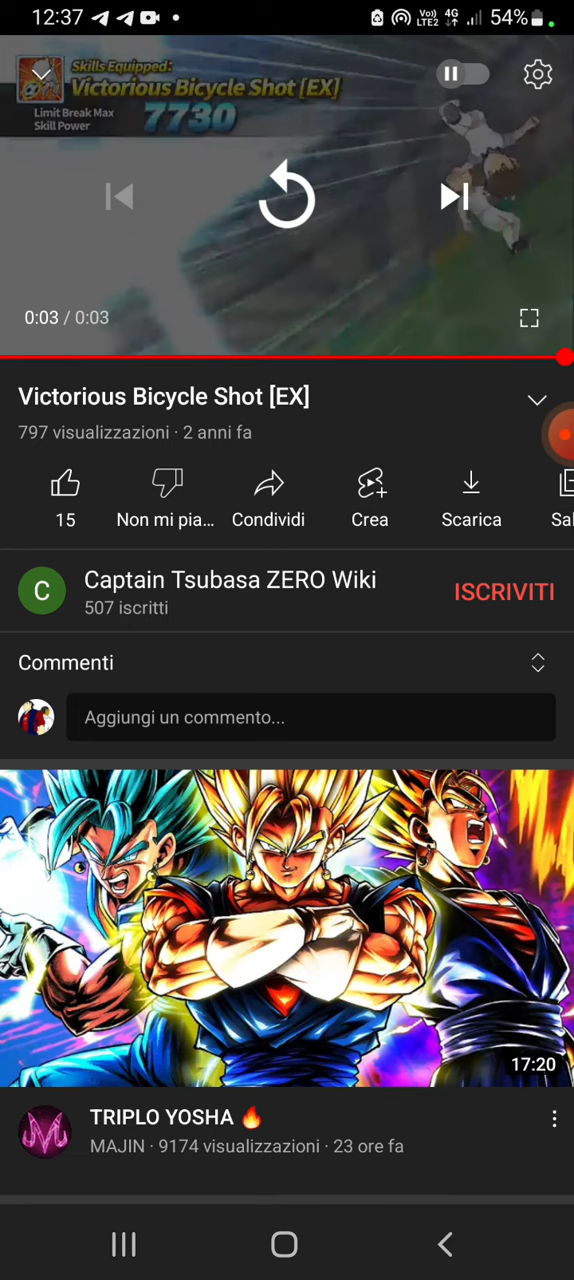 12:37
Vo)) LTE2 4G 54%
Skills Equipped:
Victorious Bicycle Shot [EX]
Limit Break Max
Skill Power
7730
0:03 / 0:03
Victorious Bicycle Shot [EX]
797 visualizzazioni · 2 anni fa
15 Non mi pia... Condividi Crea Scarica Sal
C
Captain Tsubasa ZERO Wiki
507 iscritti
ISCRIVITI
Commenti
Aggiungi un commento...
17:20
TRIPLO YOSHA 🔥
MAJIN · 9174 visualizzazioni · 23 ore fa